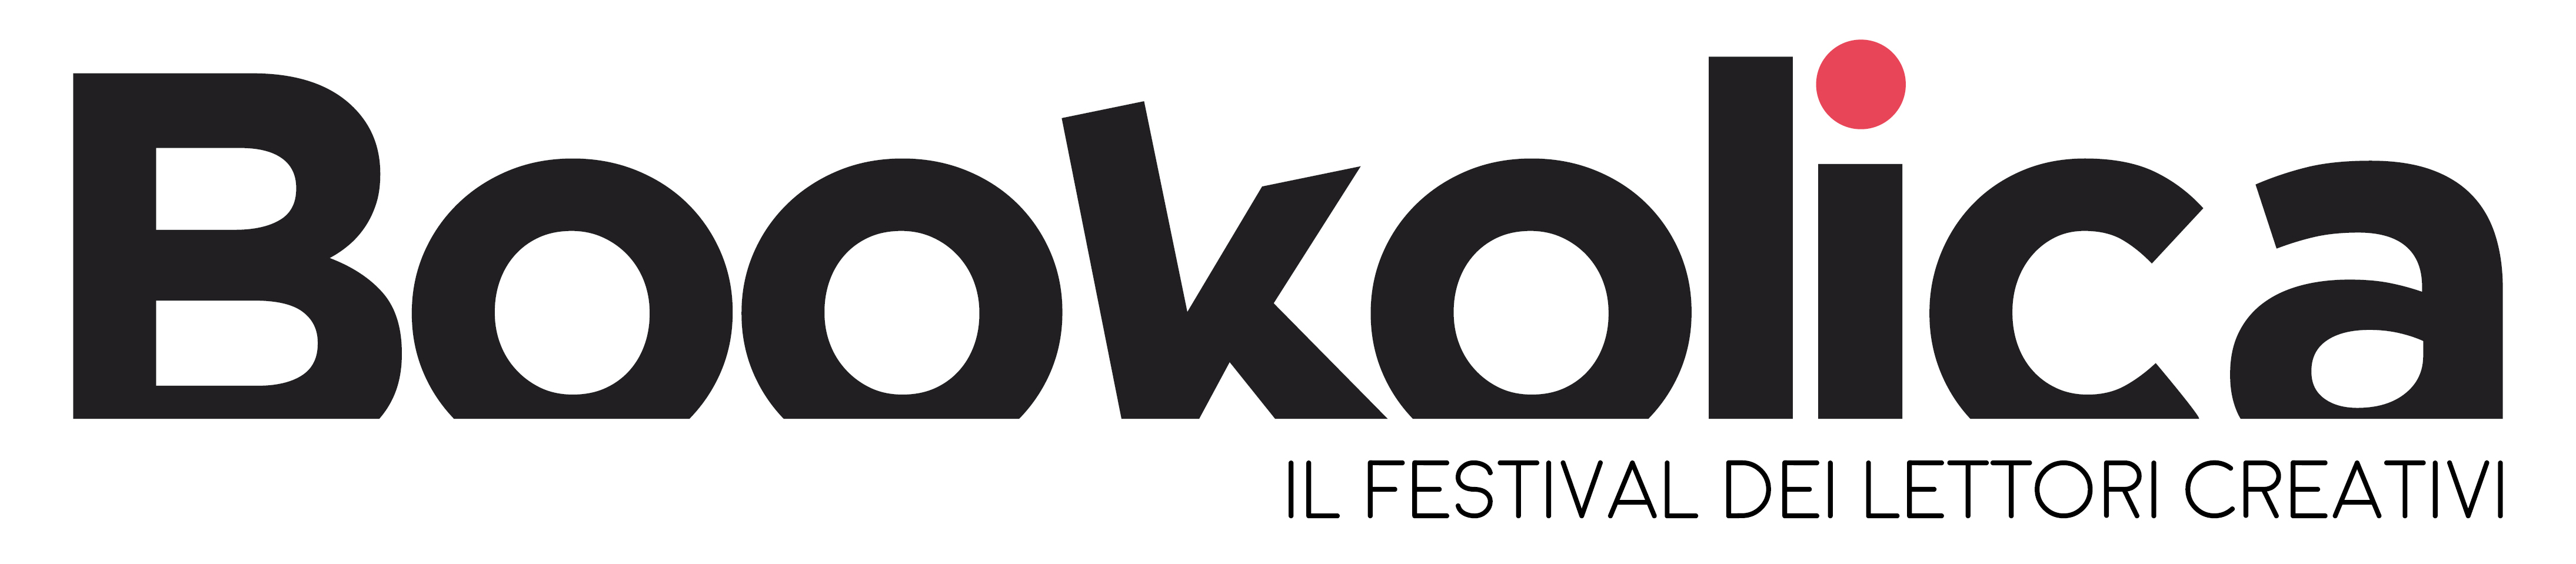 Bookolica
IL FESTIVAL DEI LETTORI CREATIVI